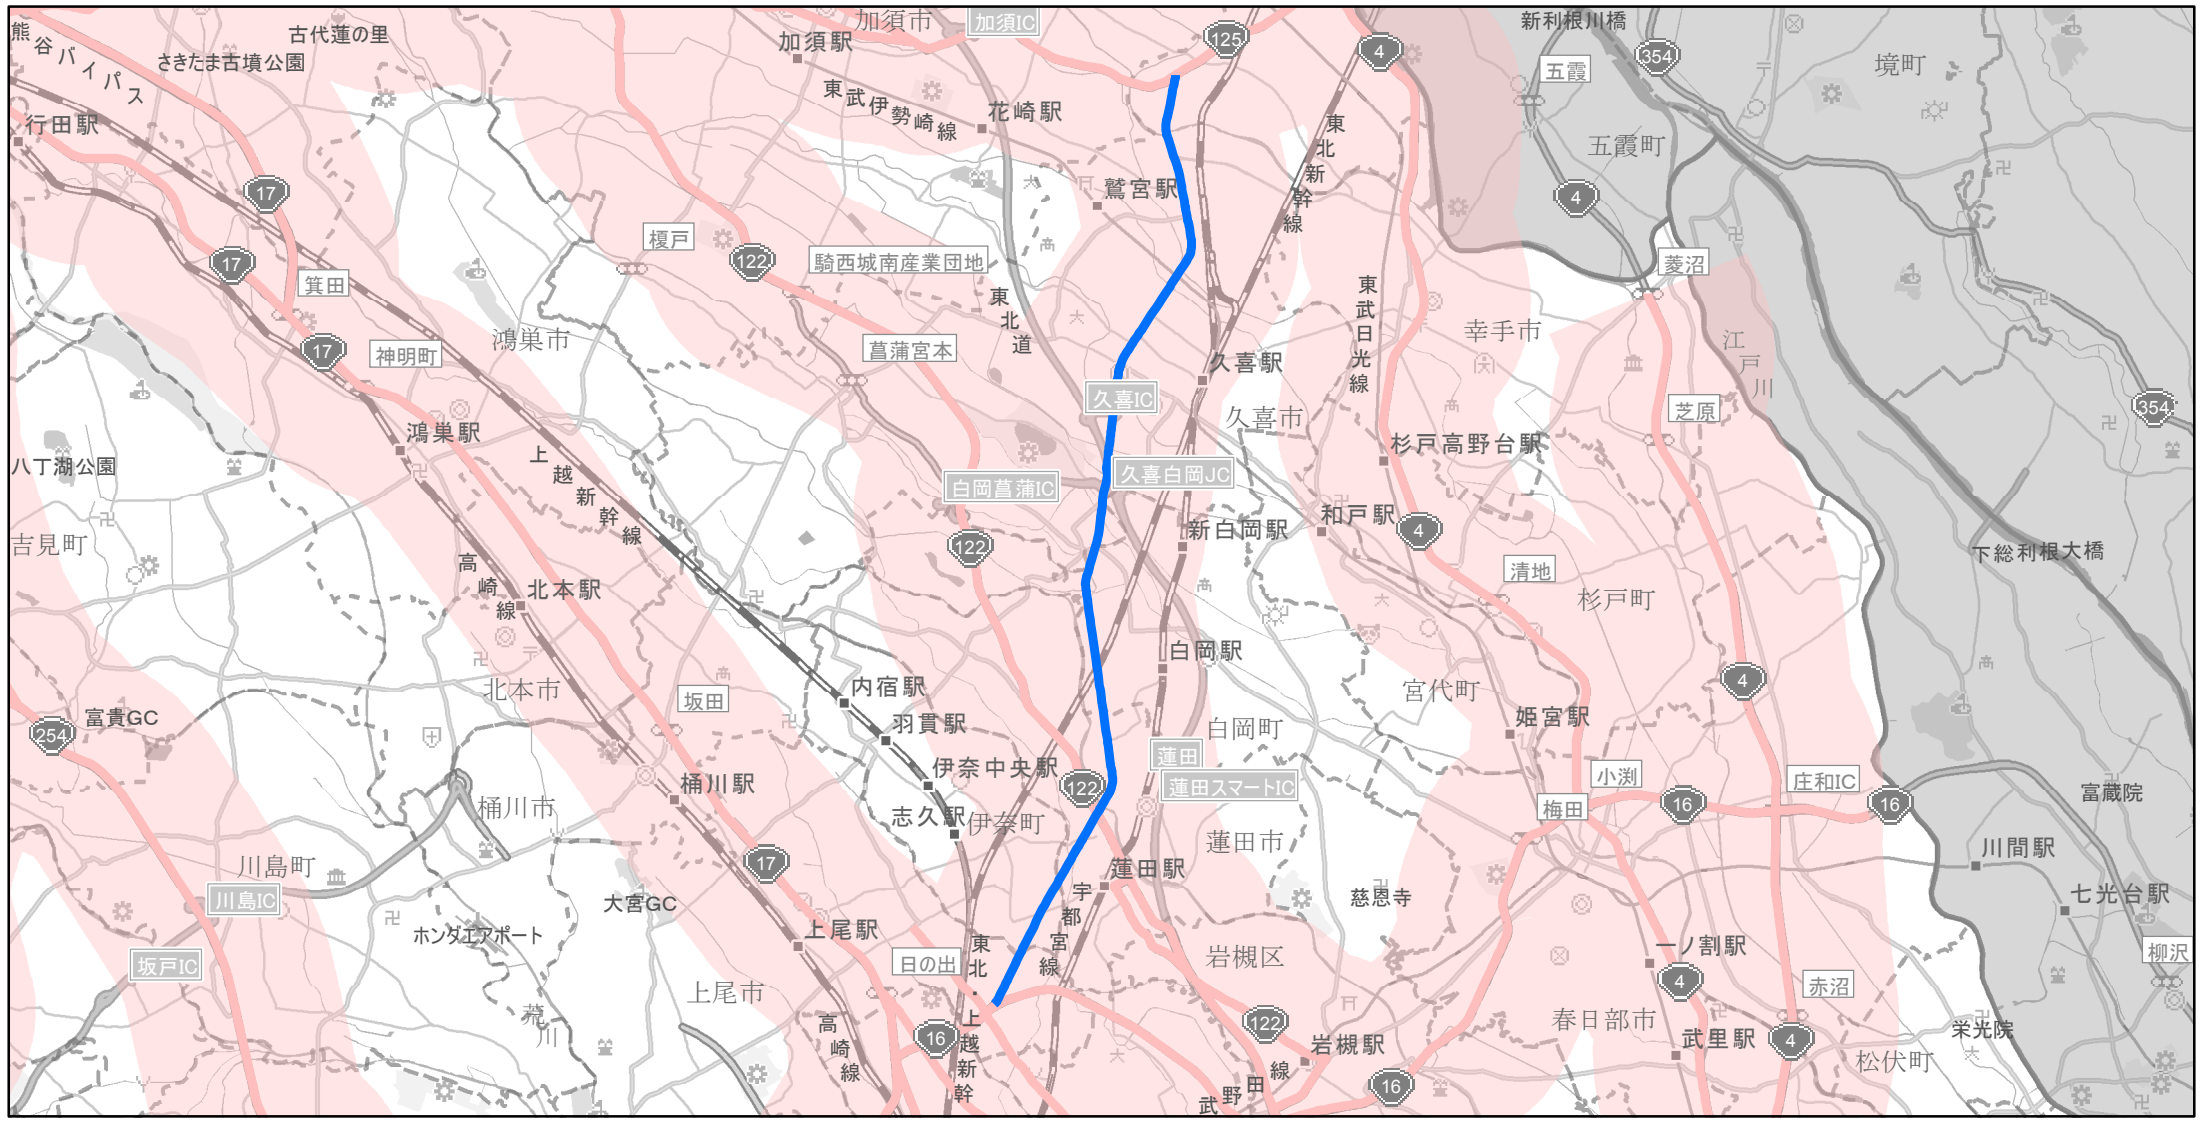 熊谷バイパス
古代蓮の里
さきたま古墳公園
行田駅
加須市
加須IC
加須駅
東武伊勢崎線
花崎駅
125
4
新利根川橋
354
五霞
境町
五霞町
4
東北新幹線
鷲宮駅
17
17
榎戸
122
騎西城南産業団地
菱沼
箕田
東北道
東武日光線
幸手市
江戸川
17
神明町
鴻巣市
菖蒲宮本
久喜駅
久喜IC
久喜市
芝原
354
鴻巣駅
杉戸高野台駅
八丁湖公園
上越新幹線
白岡菖蒲IC
久喜白岡JC
吉見町
新白岡駅
和戸駅
4
122
下総利根大橋
清地
高崎線
北本駅
杉戸町
白岡駅
北本市
坂田
内宿駅
宮代町
4
富貴GC
254
羽貫駅
白岡町
姫宮駅
蓮田
伊奈中央駅
122
蓮田スマートIC
桶川駅
小渕
庄和IC
16
16
富蔵院
桶川市
志久駅
伊奈町
梅田
蓮田市
川間駅
川島町
17
蓮田駅
川島IC
大宮GC
宇都宮線
慈恩寺
七光台駅
ホンダエアポート
上尾駅
坂戸IC
日の出
東北・上越新幹
岩槻区
一ノ割駅
柳沢
上尾市
4
赤沼
荒川
高崎線
16
122
春日部市
栄光院
岩槻駅
武里駅
4
松伏町
16
武野田線